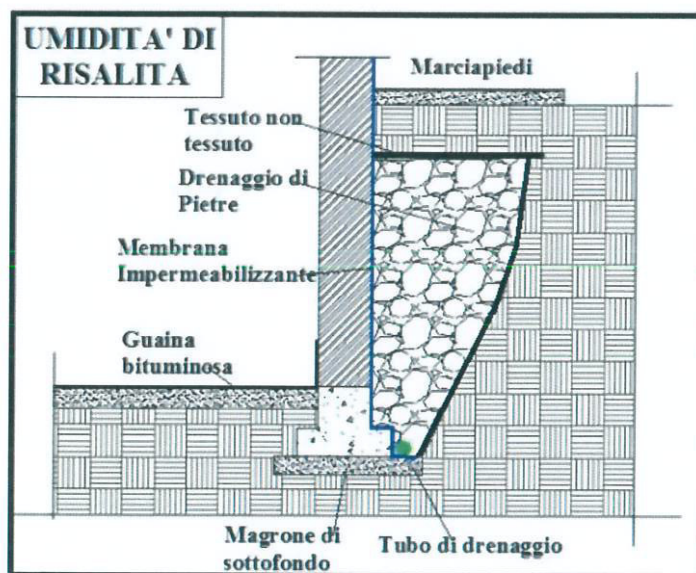 UMIDITA' DI
RISALITA
Marciapiedi
Tessuto non
tessuto
Drenaggio di
Pietre
Membrana
Impermeabilizzante
Guaina
bituminosa
Magrone di
sottofondo
Tubo di drenaggio